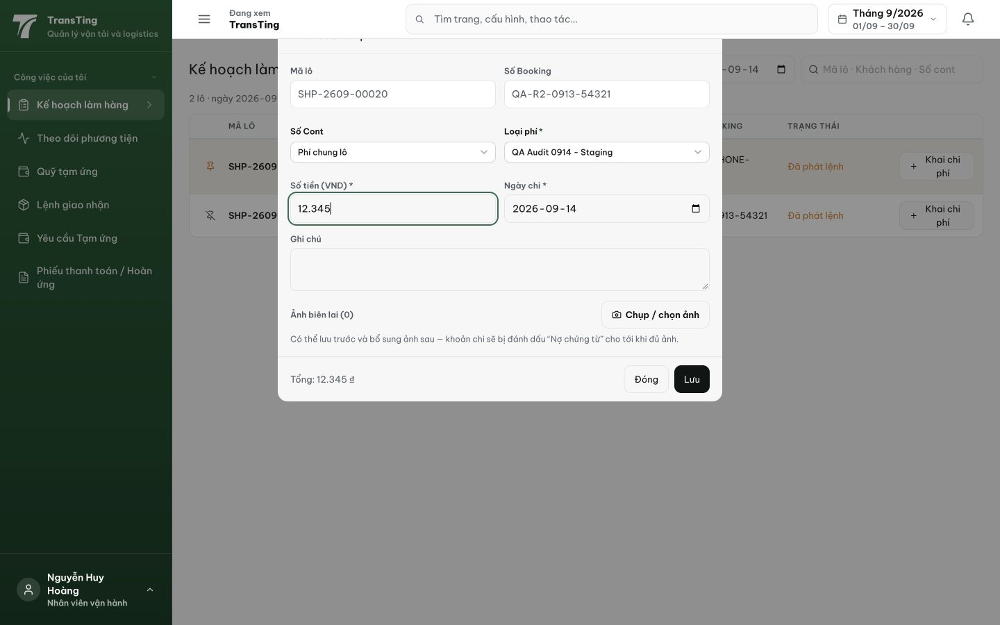 TransTing
Quản lý vận tải và logistics
Công việc của tôi
Kế hoạch làm hàng
Theo dõi phương tiện
Quỹ tạm ứng
Lệnh giao nhận
Yêu cầu Tạm ứng
Phiếu thanh toán / Hoàn
ứng
Nguyễn Huy
Hoàng
Nhân viên vận hành
Đang xem
TransTing
Tìm trang, cấu hình, thao tác...
Tháng 9/2026
01/09 – 30/09
Kế hoạch làm
-09-14
Mã lô · Khách hàng · Số cont
2 lô · ngày 2026-09
MÃ LÔ
KING
TRẠNG THÁI
SHP-2609
HONE-
Đã phát lệnh
Khai chi
phí
SHP-2609
913-54321
Đã phát lệnh
Khai chi
phí
Mã lô
Số Booking
SHP-2609-00020
QA-R2-0913-54321
Số Cont
Loại phí *
Phí chung lô
QA Audit 0914 - Staging
Số tiền (VND) *
Ngày chi *
12.345
2026-09-14
Ghi chú
Ảnh biên lai (0)
Chụp / chọn ảnh
Có thể lưu trước và bổ sung ảnh sau — khoản chi sẽ bị đánh dấu “Nợ chứng từ” cho tới khi đủ ảnh.
Tổng: 12.345 ₫
Đóng
Lưu